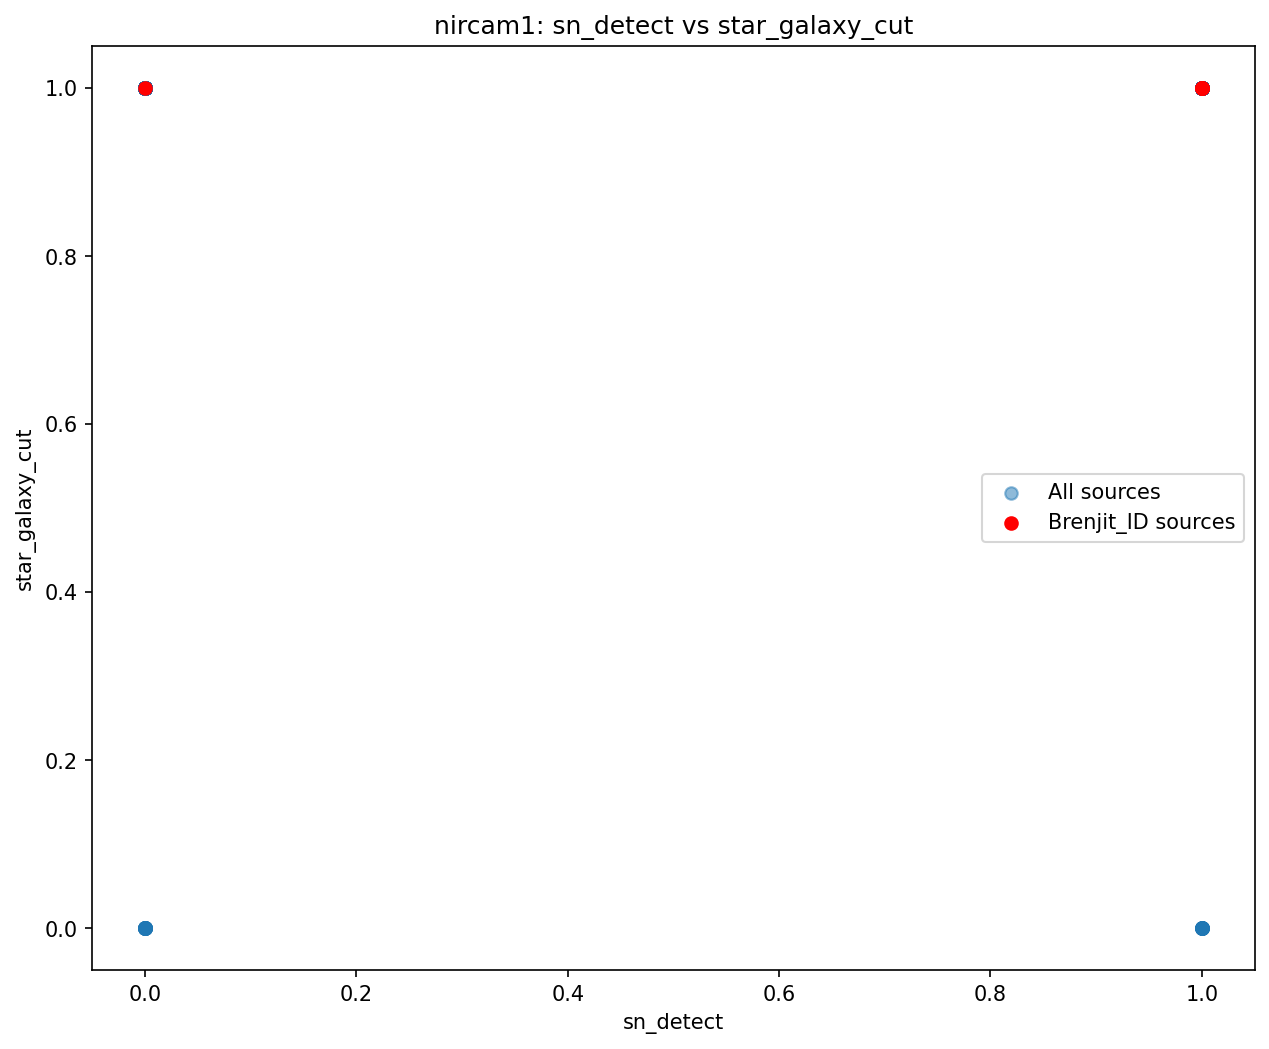 nircam1: sn_detect vs star_galaxy_cut
1.0
0.8
0.6
0.4
0.2
0.0
star_galaxy_cut
All sources
Brenjit_ID sources
0.0 0.2 0.4 0.6 0.8 1.0
sn_detect